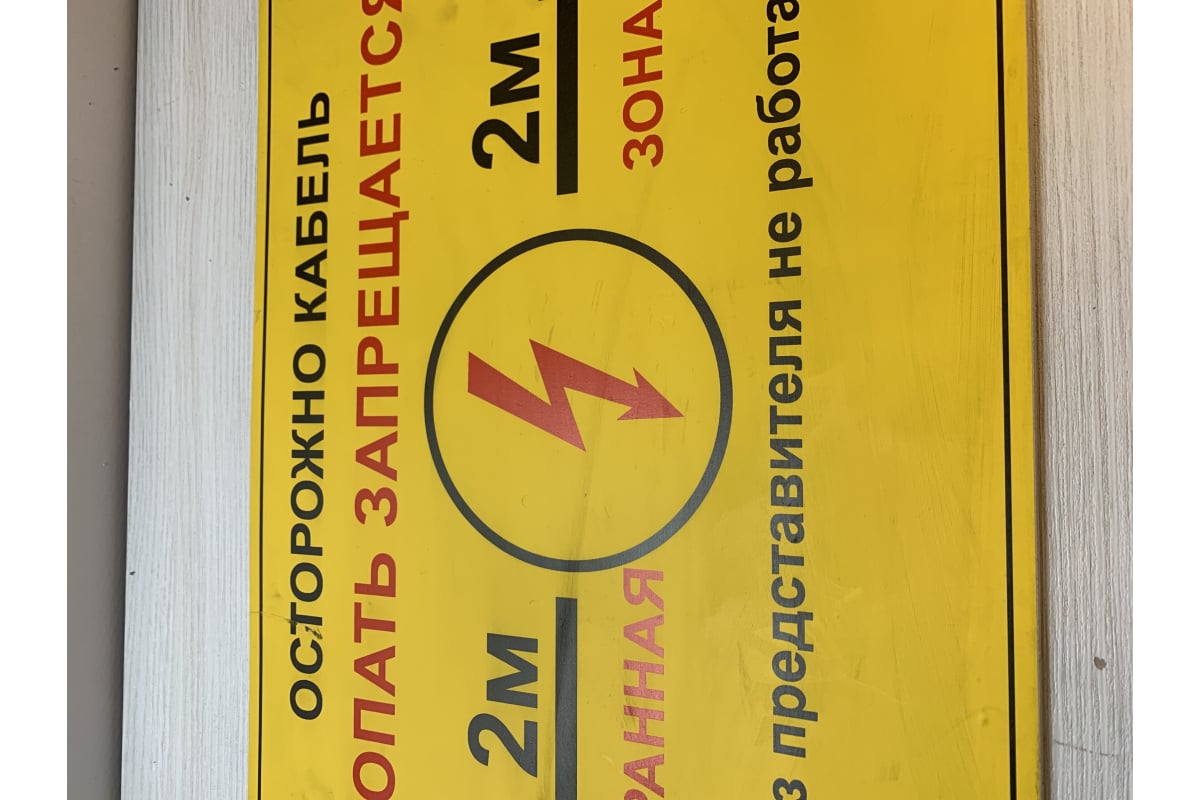 ОСТОРОЖНО КАБЕЛЬ
ОПАТЬ ЗАПРЕЩАЕТСЯ
2м 2м
РАННАЯ ЗОНА
з представителя не работа